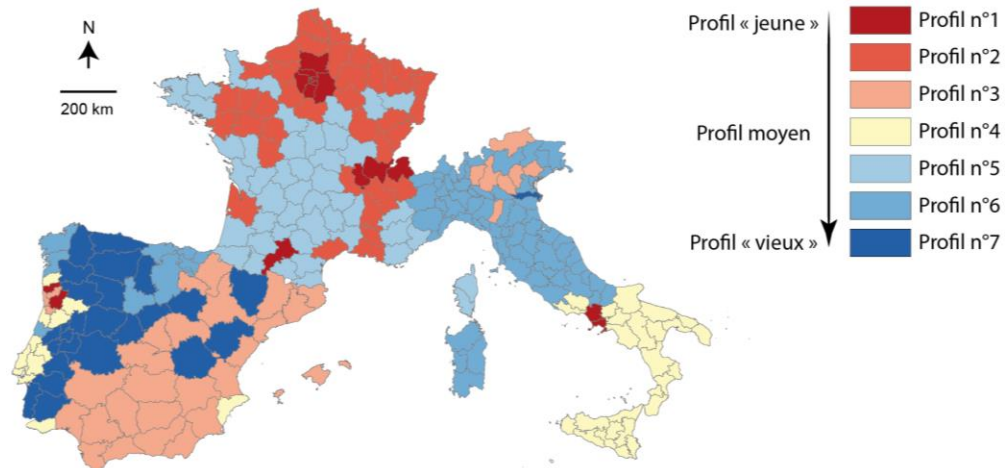 N
200 km
Profil « jeune »
Profil moyen
Profil « vieux »
Profil n°1
Profil n°2
Profil n°3
Profil n°4
Profil n°5
Profil n°6
Profil n°7